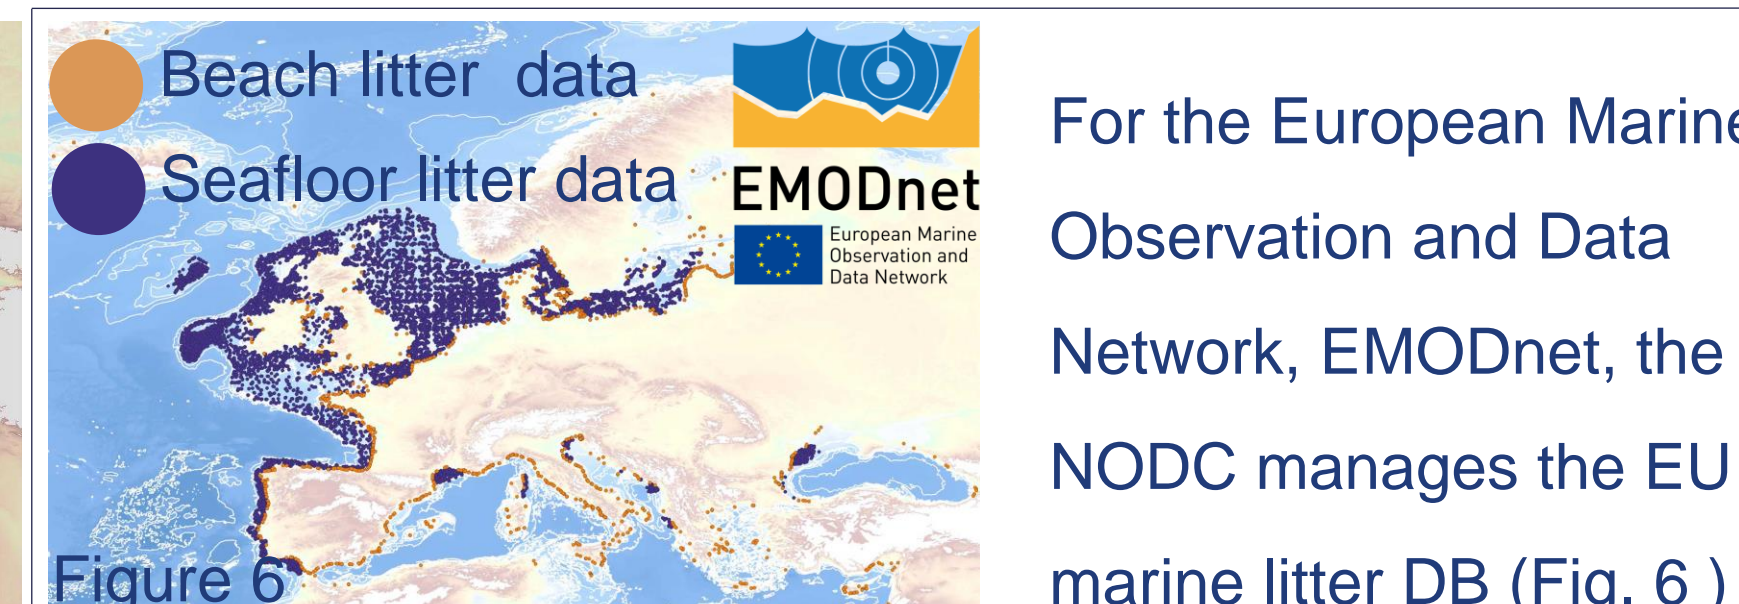 Beach litter data
Seafloor litter data
EMODnet
European Marine
Observation and
Data Network
Figure 6
For the European Marine
Observation and Data
Network, EMODnet, the
NODC manages the EU
marine litter DB (Fig. 6 )